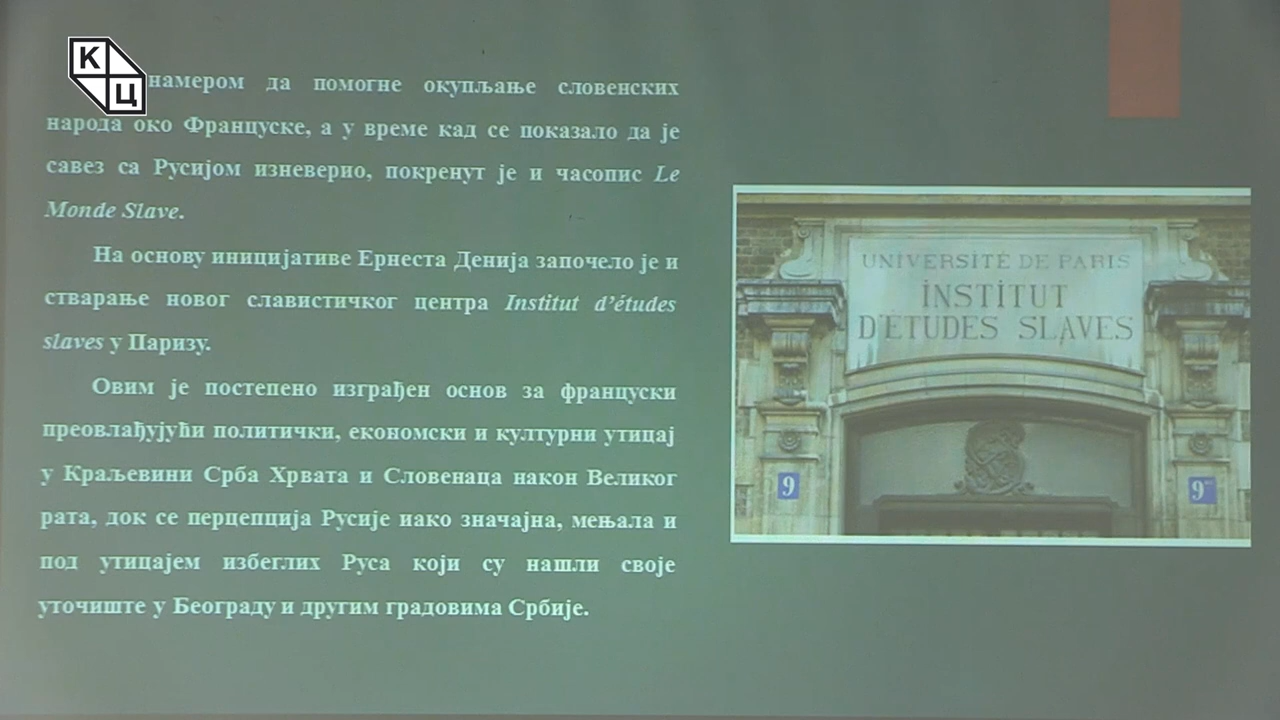 К
Ц
намером да помогне окупљање словенских
народа око Француске, а у време кад се показало да је
савез са Русијом изневерио, покренут је и часопис Le
Monde Slave.
На основу иницијативе Ернеста Денија започело је и
стварање новог славистичког центра Institut d’études
slaves у Паризу.
Овим је постепено изграђен основ за француски
преовлађујући политички, економски и културни утицај
у Краљевини Срба Хрвата и Словенаца након Великог
рата, док се перцепција Русије иако значајна, мењала и
под утицајем избеглих Руса који су нашли своје
уточиште у Београду и другим градовима Србије.
UNIVERSITÉ DE PARIS
INSTITUT
D'ÉTUDES SLAVES
9
9